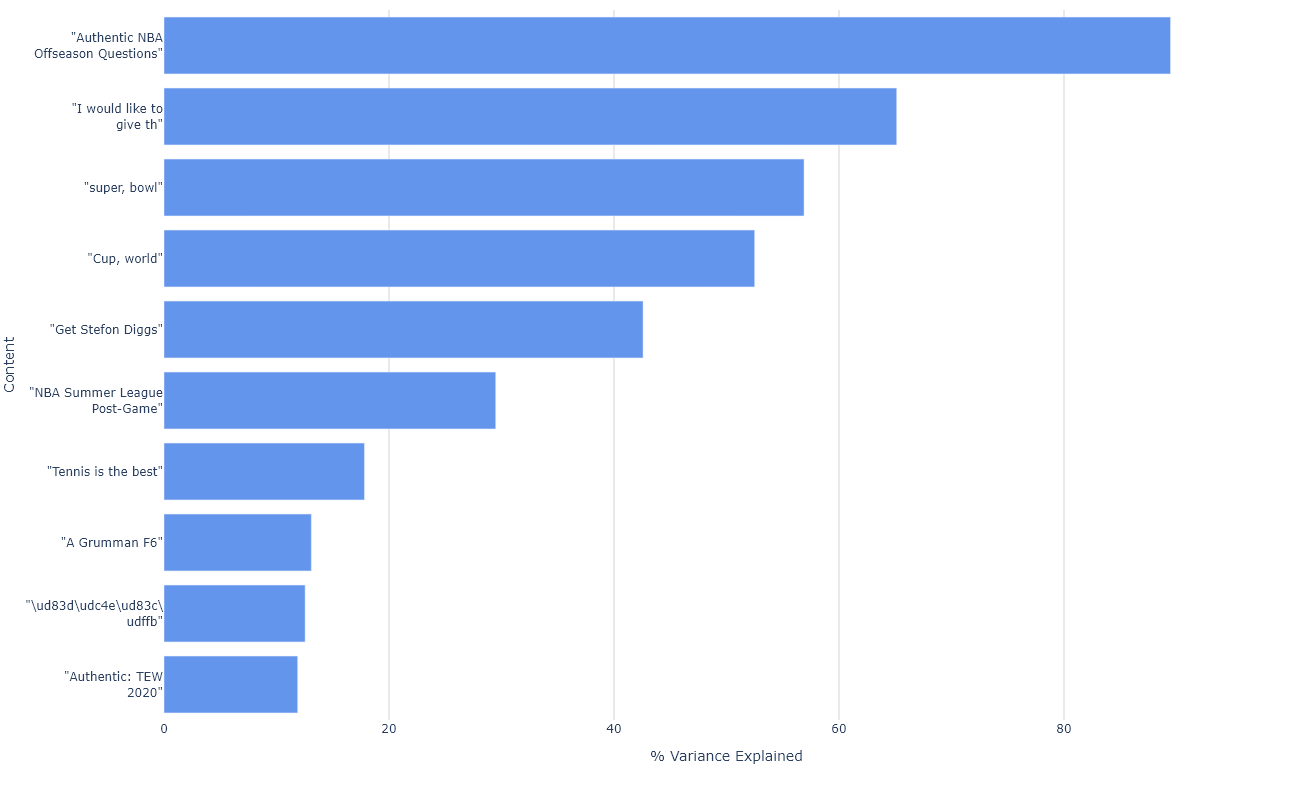 "Authentic NBA
Offseason Questions"
"I would like to
give th"
"super, bowl"
"Cup, world"
"Get Stefon Diggs"
Content
"NBA Summer League
Post-Game"
"Tennis is the best"
"A Grumman F6"
"\ud83d\udc4e\ud83c\
udffb"
"Authentic: TEW
2020"
0 20 40 60 80
% Variance Explained